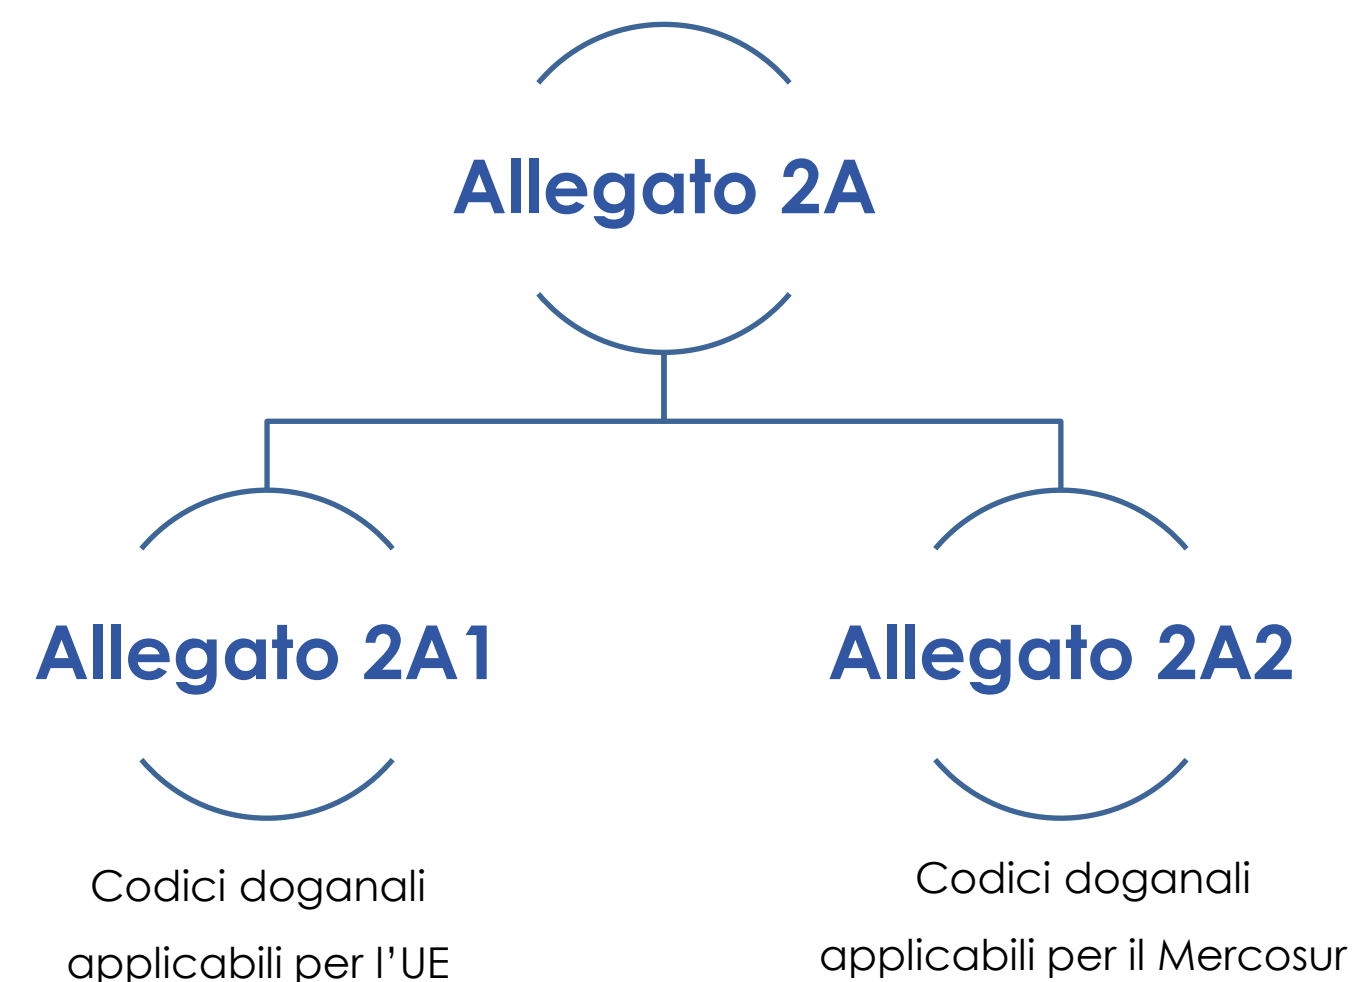 Allegato 2A
Allegato 2A1
Allegato 2A2
Codici doganali
applicabili per l’UE
Codici doganali
applicabili per il Mercosur